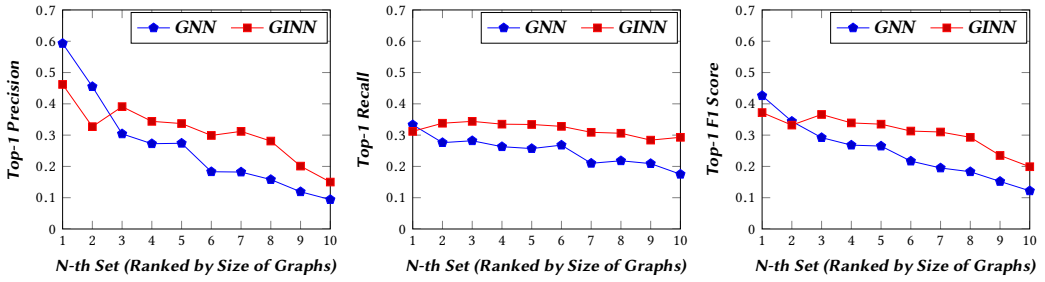 Top-1 Precision
0.7
0.6
0.5
0.4
0.3
0.2
0.1
0
GNN GINN
1 2 3 4 5 6 7 8 9 10
N-th Set (Ranked by Size of Graphs)
Top-1 Recall
0.7
0.6
0.5
0.4
0.3
0.2
0.1
0
GNN GINN
1 2 3 4 5 6 7 8 9 10
N-th Set (Ranked by Size of Graphs)
Top-1 F1 Score
0.7
0.6
0.5
0.4
0.3
0.2
0.1
0
GNN GINN
1 2 3 4 5 6 7 8 9 10
N-th Set (Ranked by Size of Graphs)